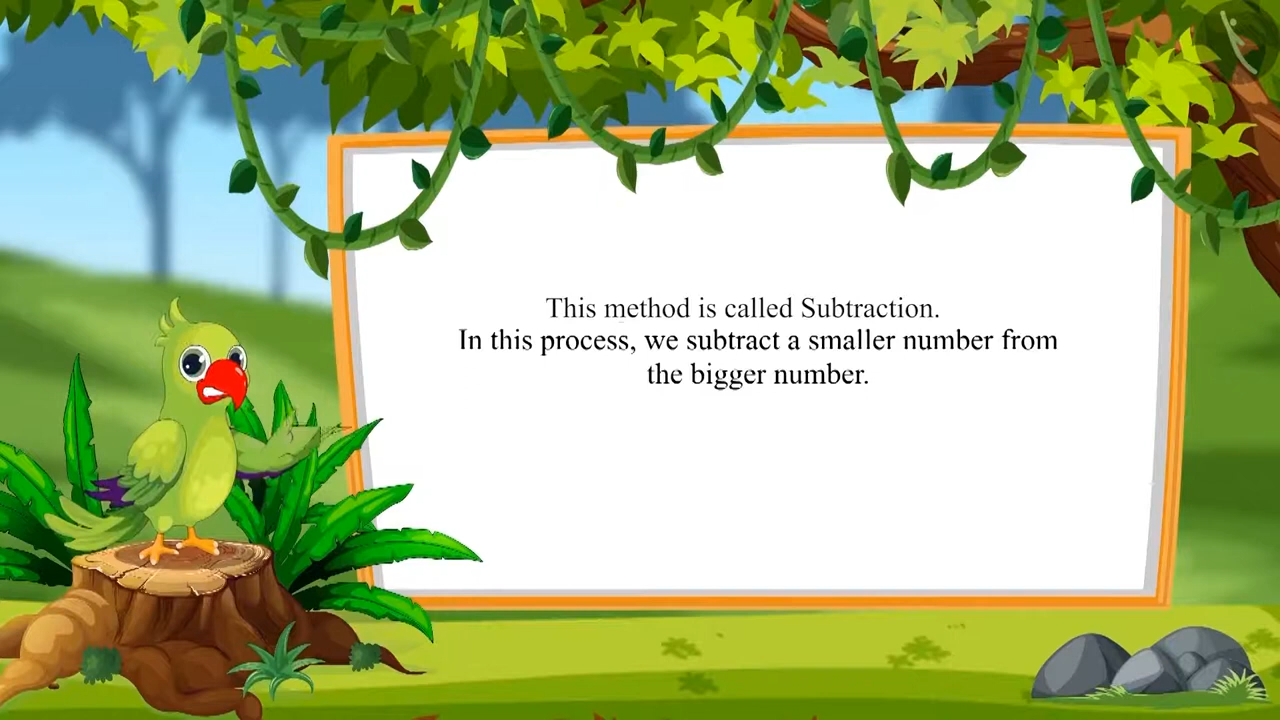 This method is called Subtraction.
In this process, we subtract a smaller number from
the bigger number.